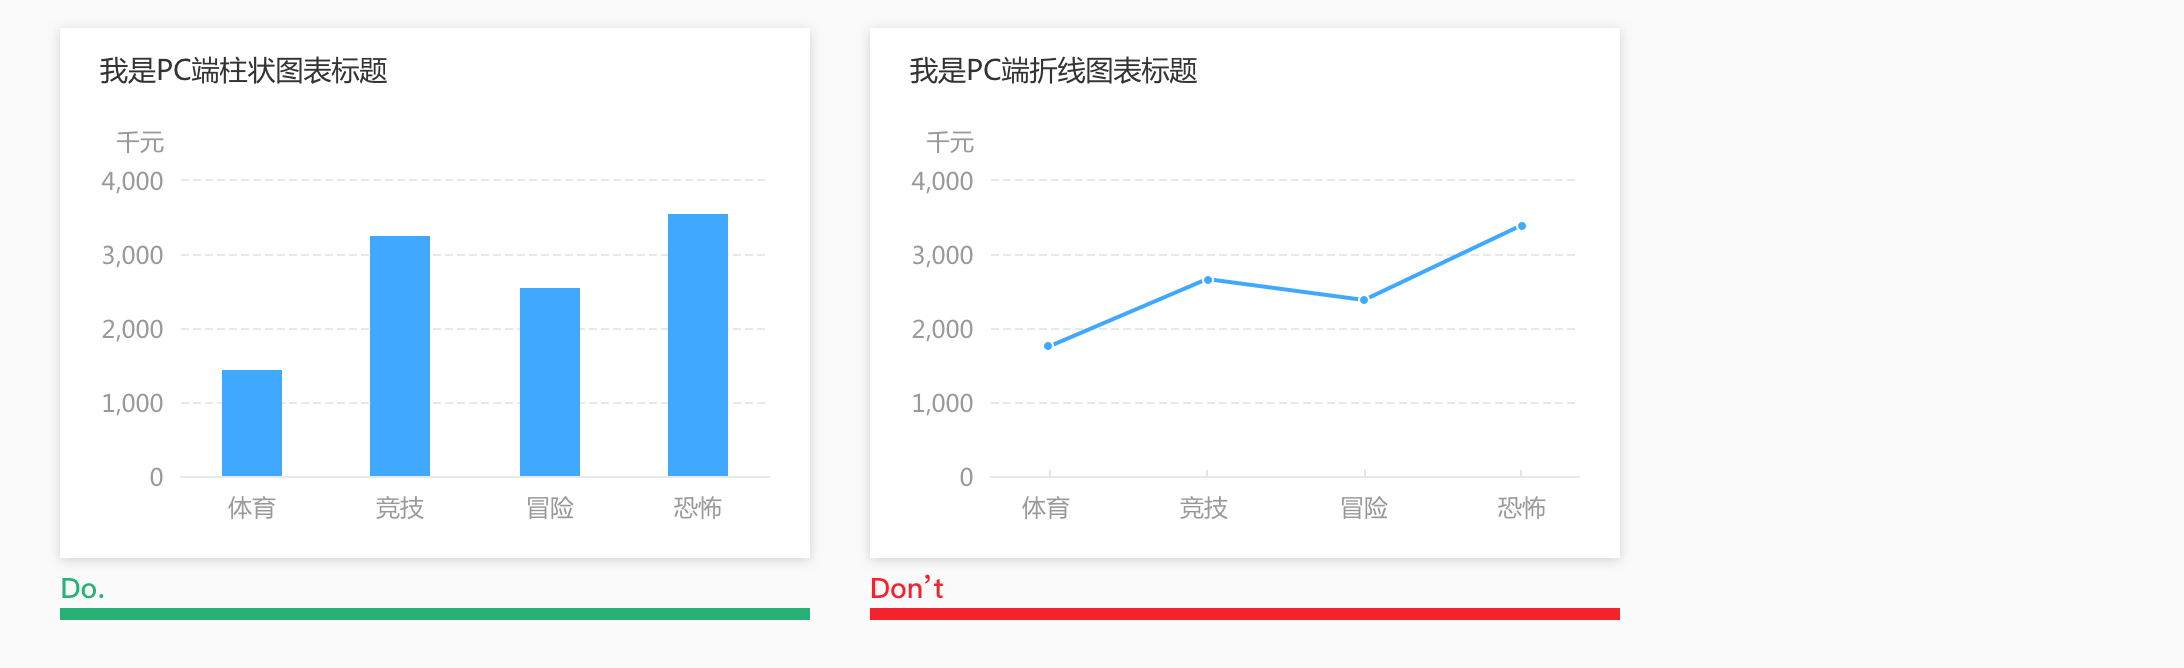 我是PC端柱状图表标题
千元
4,000
3,000
2,000
1,000
0
体育 竞技 冒险 恐怖
Do.
我是PC端折线图表标题
千元
4,000
3,000
2,000
1,000
0
体育 竞技 冒险 恐怖
Don’t